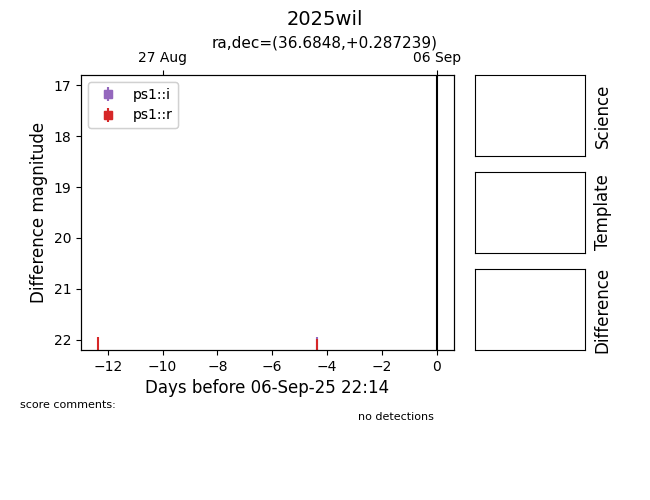 2025wil
ra,dec=(36.6848,+0.287239)
27 Aug 06 Sep
17
18
19
20
21
22
Difference magnitude
ps1::i
ps1::r
−12 −10 −8 −6 −4 −2 0
Days before 06-Sep-25 22:14
Science
Template
Difference
score comments:
no detections